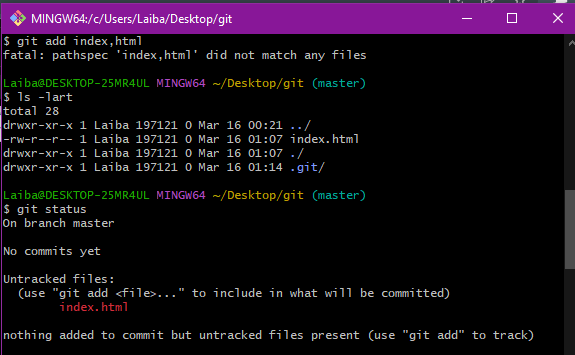 MINGW64:/c/Users/Laiba/Desktop/git
$ git add index,html
fatal: pathspec 'index,html' did not match any files
Laiba@DESKTOP-25MR4UL MINGW64 ~/Desktop/git (master)
$ ls -lart
total 28
drwxr-xr-x 1 Laiba 197121 0 Mar 16 00:21 ../
-rw-r--r-- 1 Laiba 197121 0 Mar 16 01:07 index.html
drwxr-xr-x 1 Laiba 197121 0 Mar 16 01:07 ./
drwxr-xr-x 1 Laiba 197121 0 Mar 16 01:14 .git/
Laiba@DESKTOP-25MR4UL MINGW64 ~/Desktop/git (master)
$ git status
On branch master
No commits yet
Untracked files:
(use "git add <file>..." to include in what will be committed)
index.html
nothing added to commit but untracked files present (use "git add" to track)